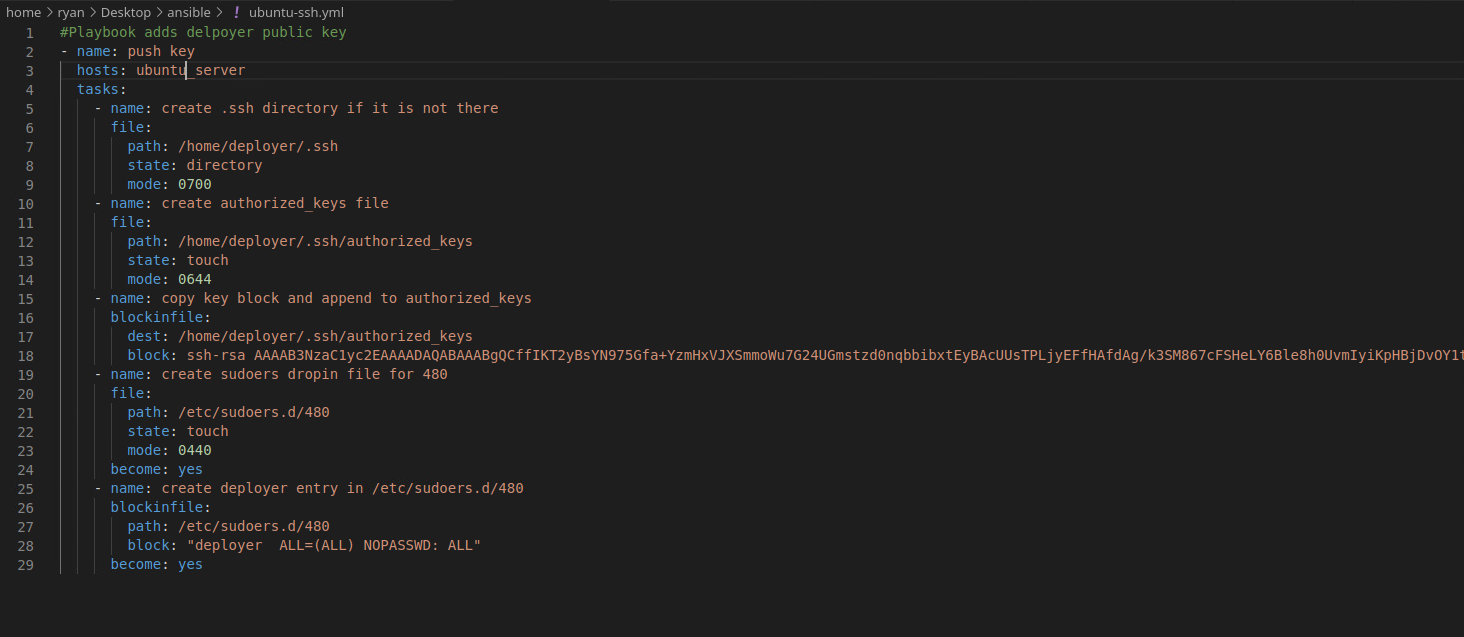 home > ryan > Desktop > ansible > ! ubuntu-ssh.yml
1 #Playbook adds delpoyer public key
2 - name: push key
3   hosts: ubuntu_server
4   tasks:
5     - name: create .ssh directory if it is not there
6       file:
7         path: /home/deployer/.ssh
8         state: directory
9         mode: 0700
10     - name: create authorized_keys file
11       file:
12         path: /home/deployer/.ssh/authorized_keys
13         state: touch
14         mode: 0644
15     - name: copy key block and append to authorized_keys
16       blockinfile:
17         dest: /home/deployer/.ssh/authorized_keys
18         block: ssh-rsa AAAAB3NzaC1yc2EAAAADAQABAAABgQCffIKT2yBsYN975Gfa+YzmHxVJXSmmoWu7G24UGmstzd0nqbbibxtEyBAcUUsTPLjyEFfHAfdAg/k3SM867cFSHeLY6Ble8h0UvmIyiKpHBjDvOY1
19     - name: create sudoers dropin file for 480
20       file:
21         path: /etc/sudoers.d/480
22         state: touch
23         mode: 0440
24       become: yes
25     - name: create deployer entry in /etc/sudoers.d/480
26       blockinfile:
27         path: /etc/sudoers.d/480
28         block: "deployer  ALL=(ALL) NOPASSWD: ALL"
29       become: yes